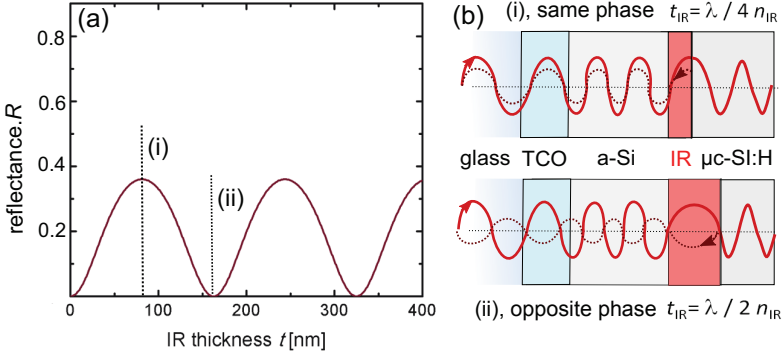 (a)
reflectance.R
0.8
0.6
0.4
0.2
0
(i)
(ii)
0 100 200 300 400
IR thickness t [nm]
(b)
(i), same phase t_IR = λ / 4 n_IR
glass TCO a-Si IR μc-SI:H
(ii), opposite phase t_IR = λ / 2 n_IR